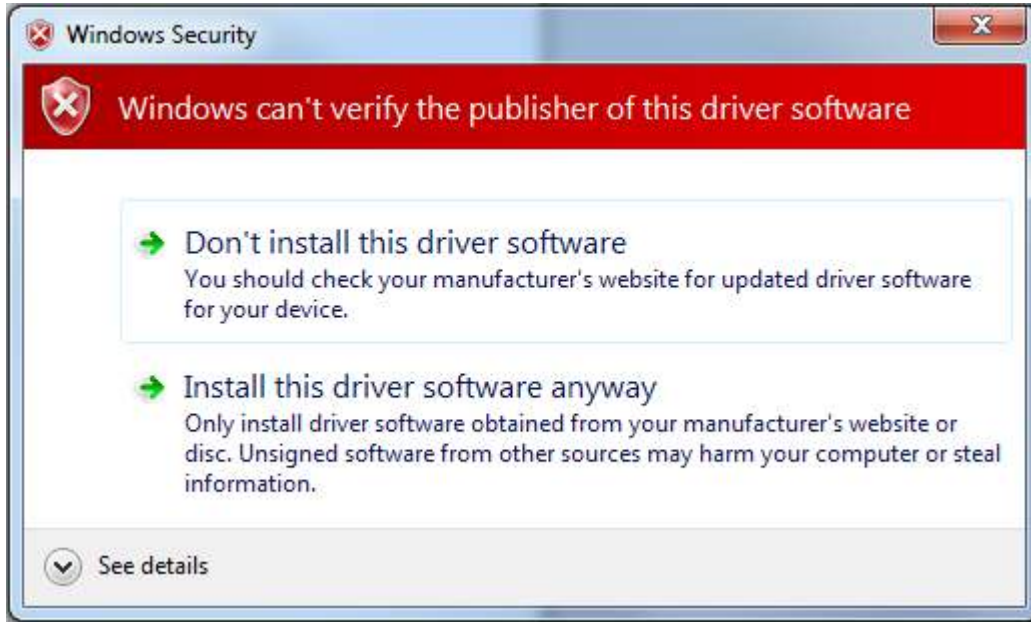 Windows Security
Windows can't verify the publisher of this driver software
Don't install this driver software
You should check your manufacturer's website for updated driver software
for your device.
Install this driver software anyway
Only install driver software obtained from your manufacturer's website or
disc. Unsigned software from other sources may harm your computer or steal
information.
See details